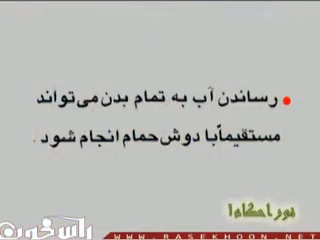 • رساندن آب به تمام بدن می‌تواند
مستقیماًبا دوش حمام انجام شود .
نور احکام ۱
راسخون
WWW.RASEKHOON.NET